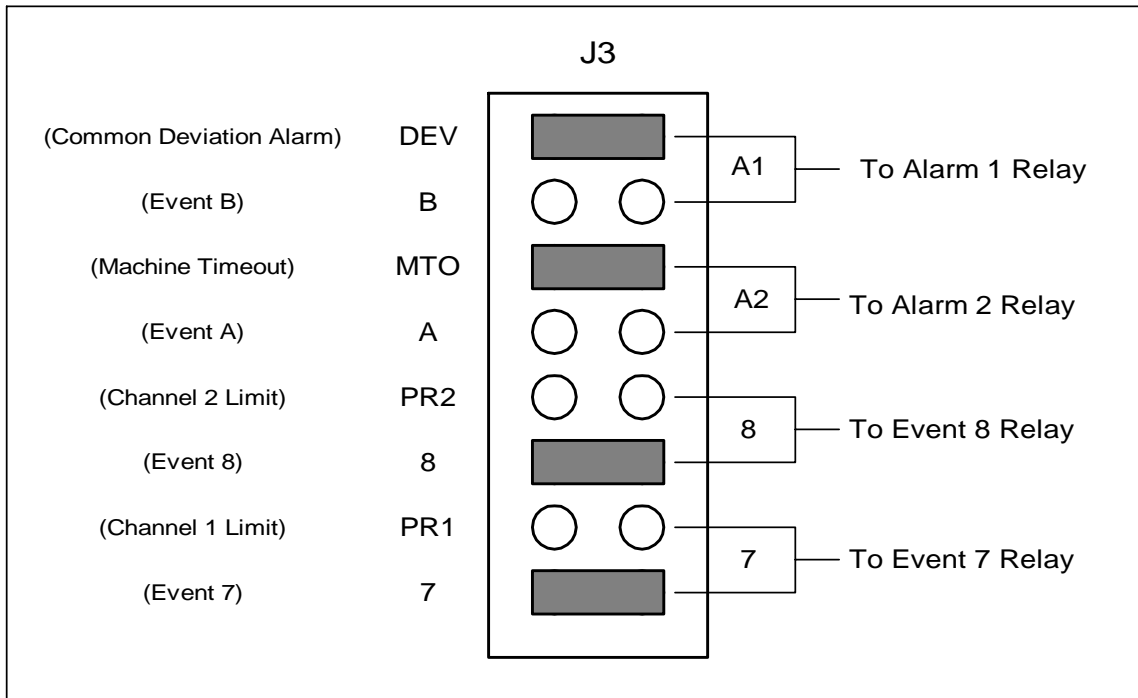 J3
(Common Deviation Alarm) DEV
A1 To Alarm 1 Relay
(Event B) B
(Machine Timeout) MTO
A2 To Alarm 2 Relay
(Event A) A
(Channel 2 Limit) PR2
8 To Event 8 Relay
(Event 8) 8
(Channel 1 Limit) PR1
7 To Event 7 Relay
(Event 7) 7